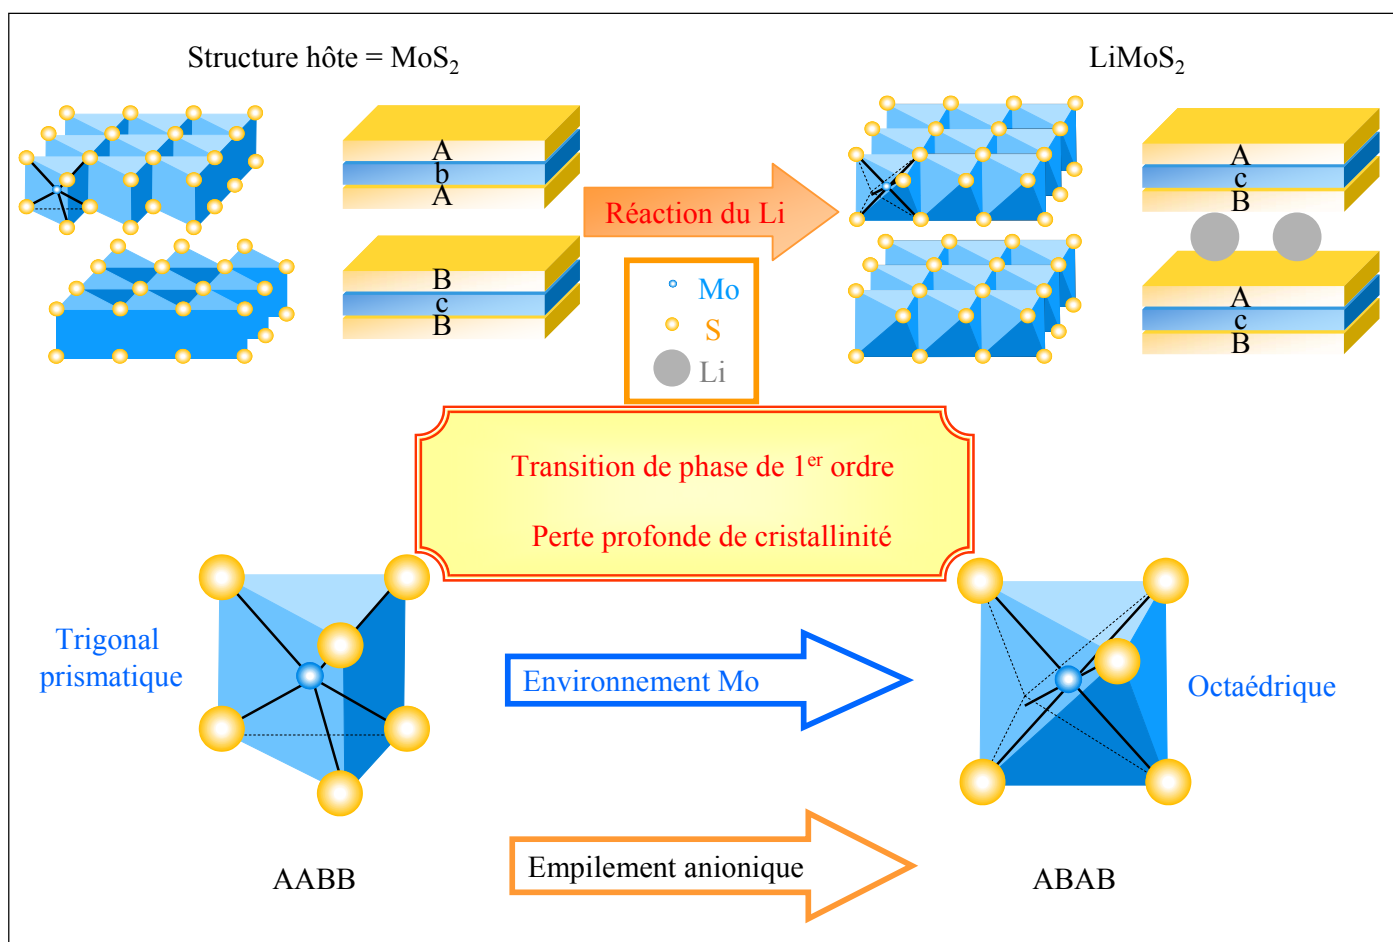 Structure hôte = MoS₂
LiMoS₂
A
b
A
B
c
B
Réaction du Li
Mo
S
Li
A
c
B
A
c
B
Transition de phase de 1ᵉʳ ordre
Perte profonde de cristallinité
Trigonal
prismatique
Environnement Mo
Octaédrique
AABB
Empilement anionique
ABAB